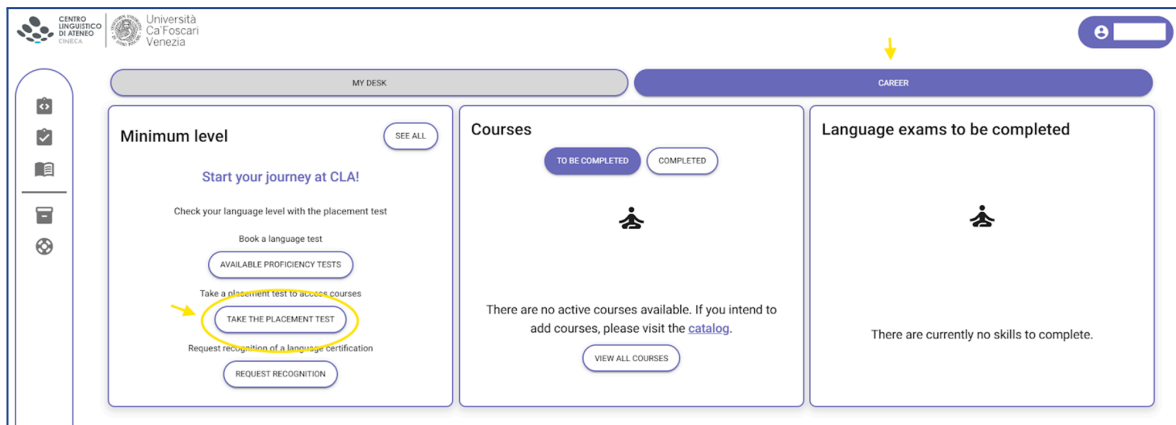 CENTRO
LINGUISTICO
DI ATENEO
CINECA
Università
Ca'Foscari
Venezia
MY DESK
CAREER
Minimum level
SEE ALL
Start your journey at CLA!
Check your language level with the placement test
Book a language test
AVAILABLE PROFICIENCY TESTS
Take a placement test to access courses
TAKE THE PLACEMENT TEST
Request recognition of a language certification
REQUEST RECOGNITION
Courses
TO BE COMPLETED
COMPLETED
There are no active courses available. If you intend to
add courses, please visit the catalog.
VIEW ALL COURSES
Language exams to be completed
There are currently no skills to complete.